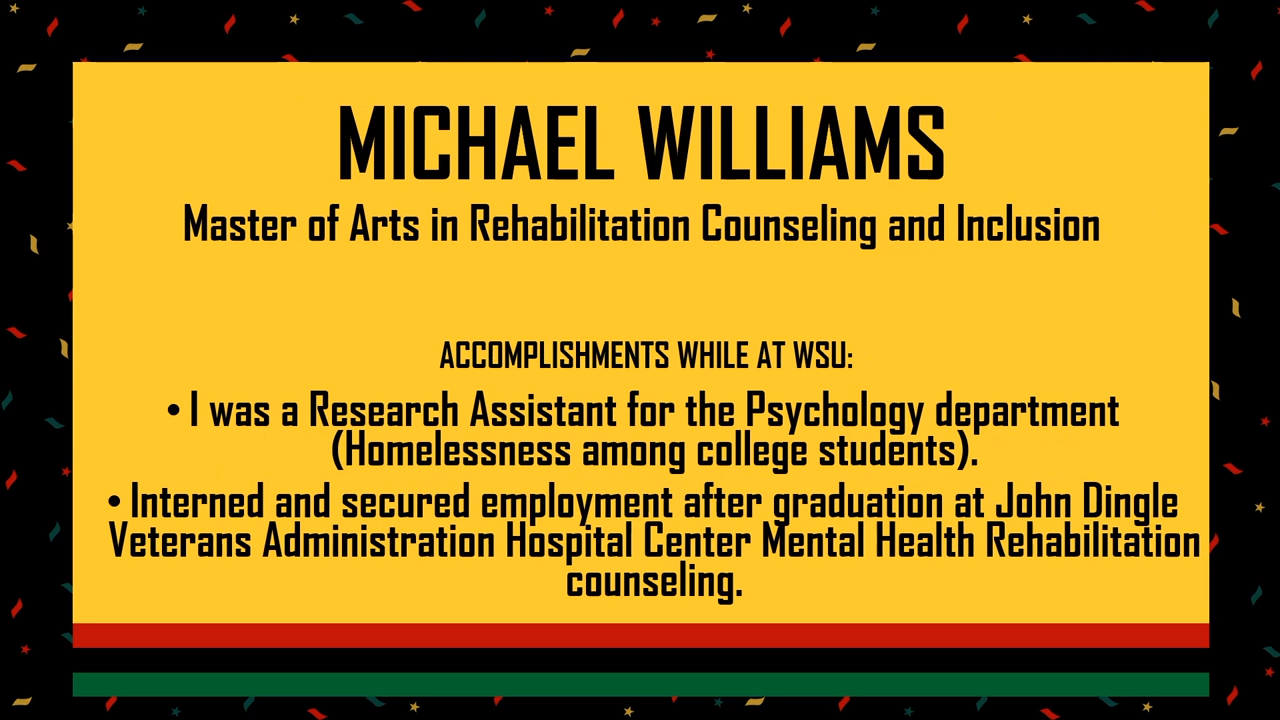 MICHAEL WILLIAMS
Master of Arts in Rehabilitation Counseling and Inclusion
ACCOMPLISHMENTS WHILE AT WSU:
• I was a Research Assistant for the Psychology department
(Homelessness among college students).
• Interned and secured employment after graduation at John Dingle
Veterans Administration Hospital Center Mental Health Rehabilitation
counseling.